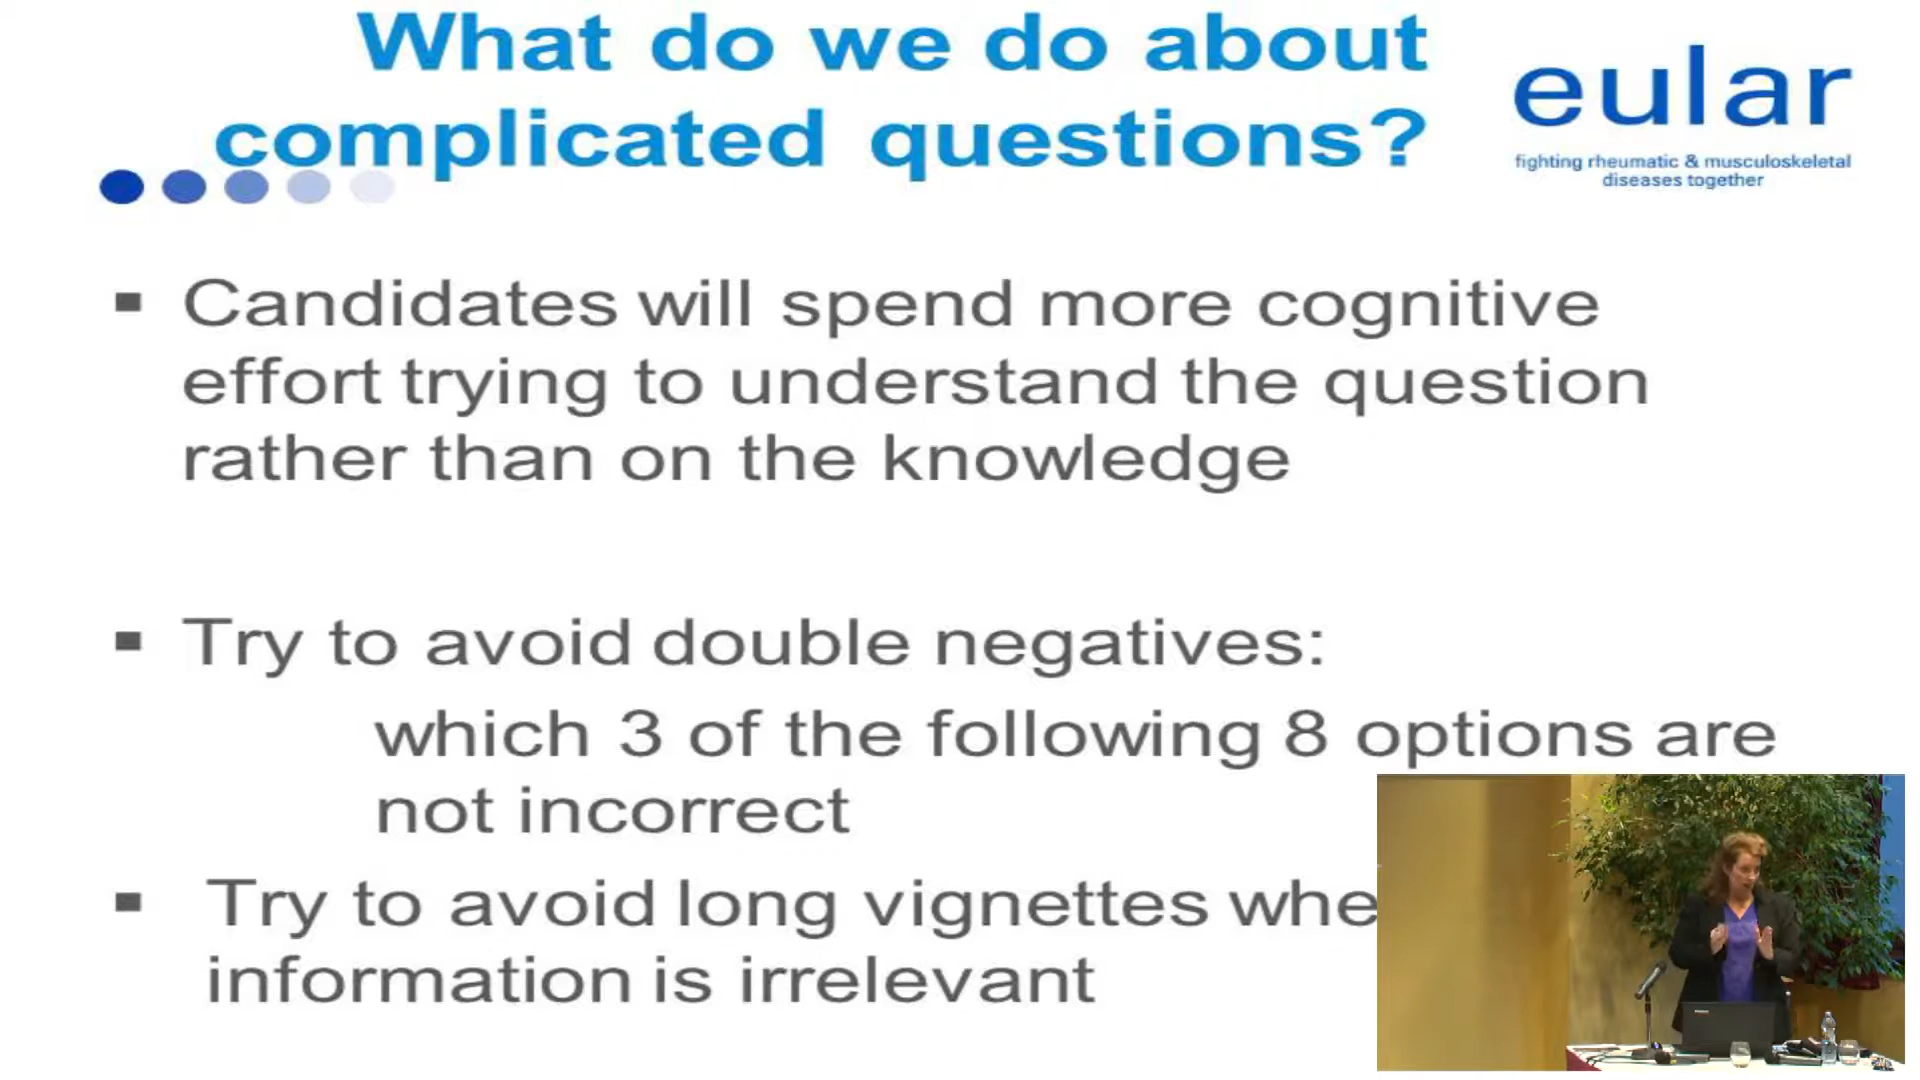 What do we do about
complicated questions?
eular
fighting rheumatic & musculoskeletal
diseases together
▪ Candidates will spend more cognitive
effort trying to understand the question
rather than on the knowledge
▪ Try to avoid double negatives:
which 3 of the following 8 options are
not incorrect
▪ Try to avoid long vignettes whe
information is irrelevant